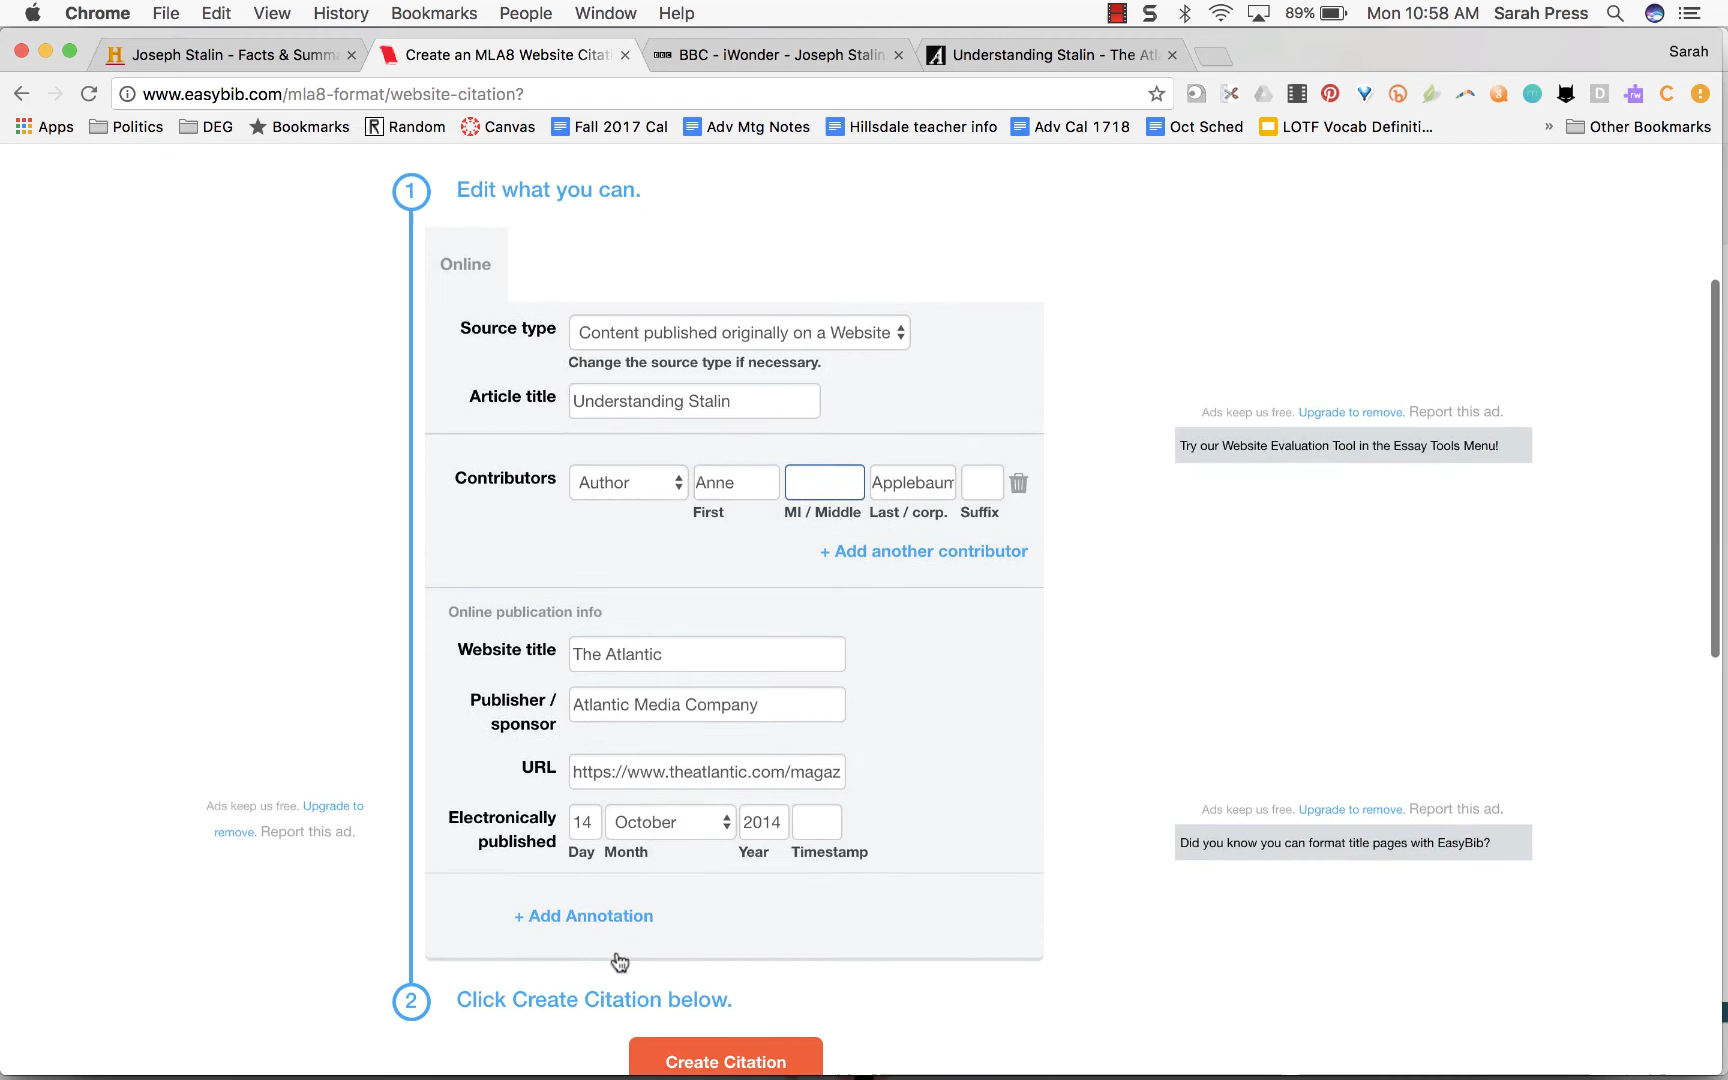 Chrome File Edit View History Bookmarks People Window Help 89% Mon 10:58 AM Sarah Press
Joseph Stalin - Facts & Summa
Create an MLA8 Website Citati
BBC - iWonder - Joseph Stalin
Understanding Stalin - The Atl
Sarah
www.easybib.com/mla8-format/website-citation?
Apps Politics DEG Bookmarks Random Canvas Fall 2017 Cal Adv Mtg Notes Hillsdale teacher info Adv Cal 1718 Oct Sched LOTF Vocab Definiti... » Other Bookmarks
1 Edit what you can.
Online
Source type Content published originally on a Website
Change the source type if necessary.
Article title Understanding Stalin
Ads keep us free. Upgrade to remove. Report this ad.
Try our Website Evaluation Tool in the Essay Tools Menu!
Contributors Author Anne Applebaum
First MI / Middle Last / corp. Suffix
+ Add another contributor
Online publication info
Website title The Atlantic
Publisher / sponsor Atlantic Media Company
URL https://www.theatlantic.com/magaz
Ads keep us free. Upgrade to
remove. Report this ad.
Electronically published 14 October 2014
Day Month Year Timestamp
Ads keep us free. Upgrade to remove. Report this ad.
Did you know you can format title pages with EasyBib?
+ Add Annotation
2 Click Create Citation below.
Create Citation